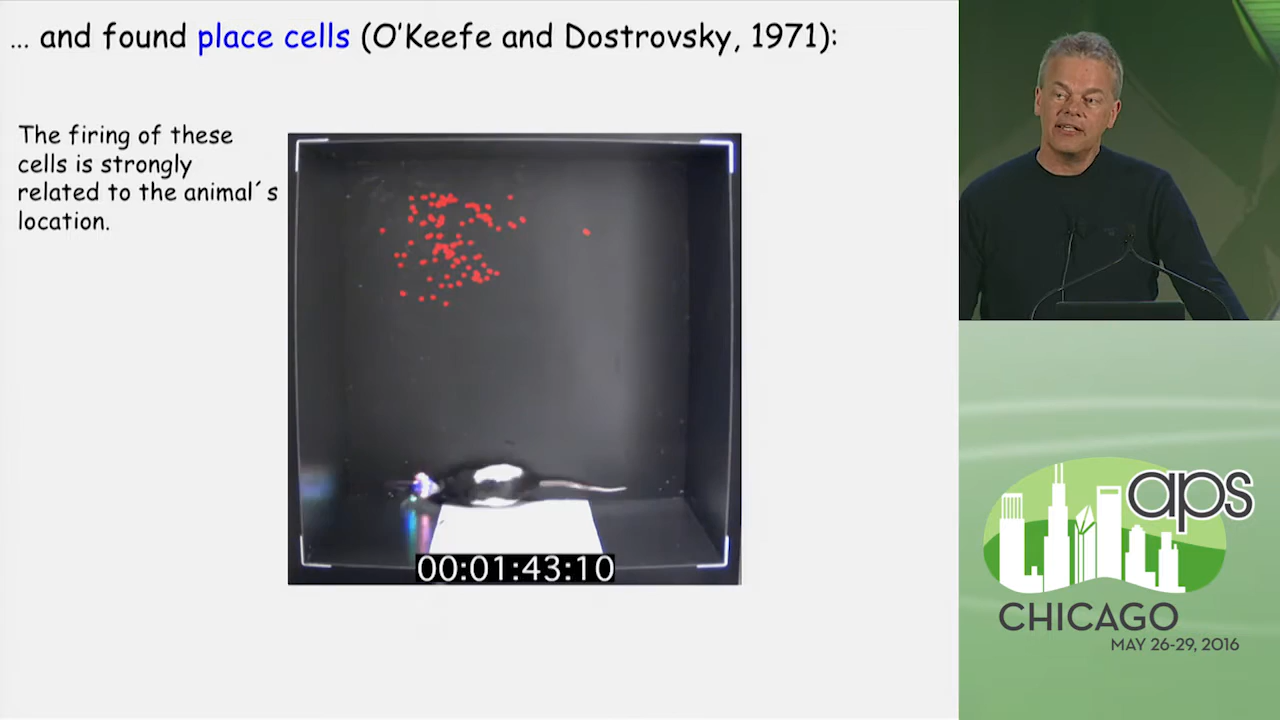 ... and found place cells (O'Keefe and Dostrovsky, 1971):
The firing of these
cells is strongly
related to the animal´s
location.
00:01:43:10
aps
CHICAGO
MAY 26-29, 2016